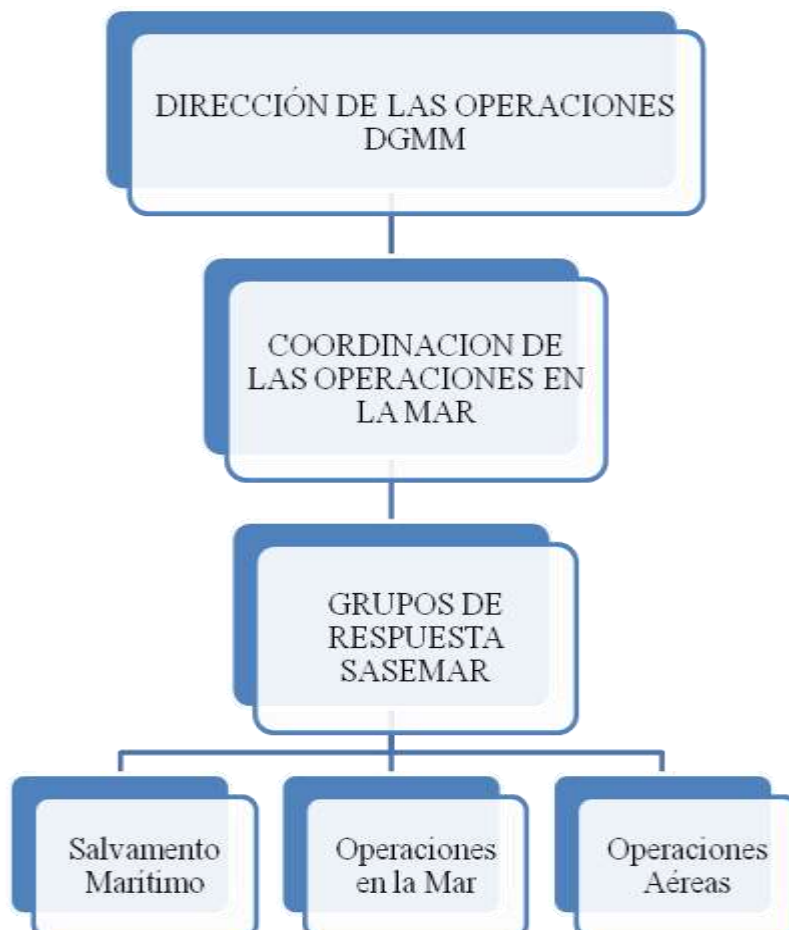 DIRECCIÓN DE LAS OPERACIONES
DGMM
COORDINACION DE
LAS OPERACIONES EN
LA MAR
GRUPOS DE
RESPUESTA
SASEMAR
Salvamento
Marítimo
Operaciones
en la Mar
Operaciones
Aéreas